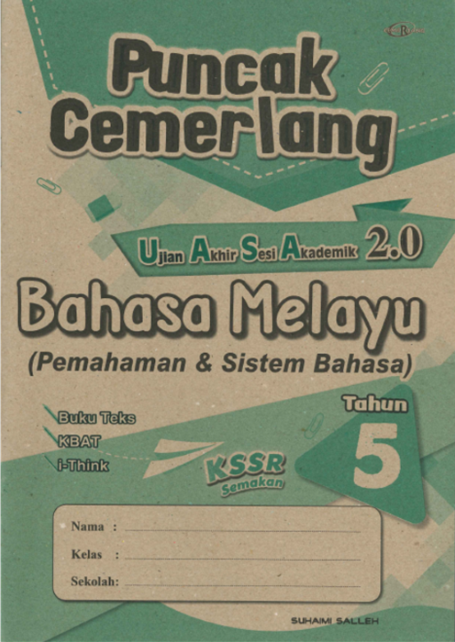 Puncak
Cemerlang
Ujian Akhir Sesi Akademik 2.0
Bahasa Melayu
(Pemahaman & Sistem Bahasa)
Tahun
5
Buku Teks
KBAT
i-Think
KSSR
Semakan
Nama :
Kelas :
Sekolah:
SUHAIMI SALLEH